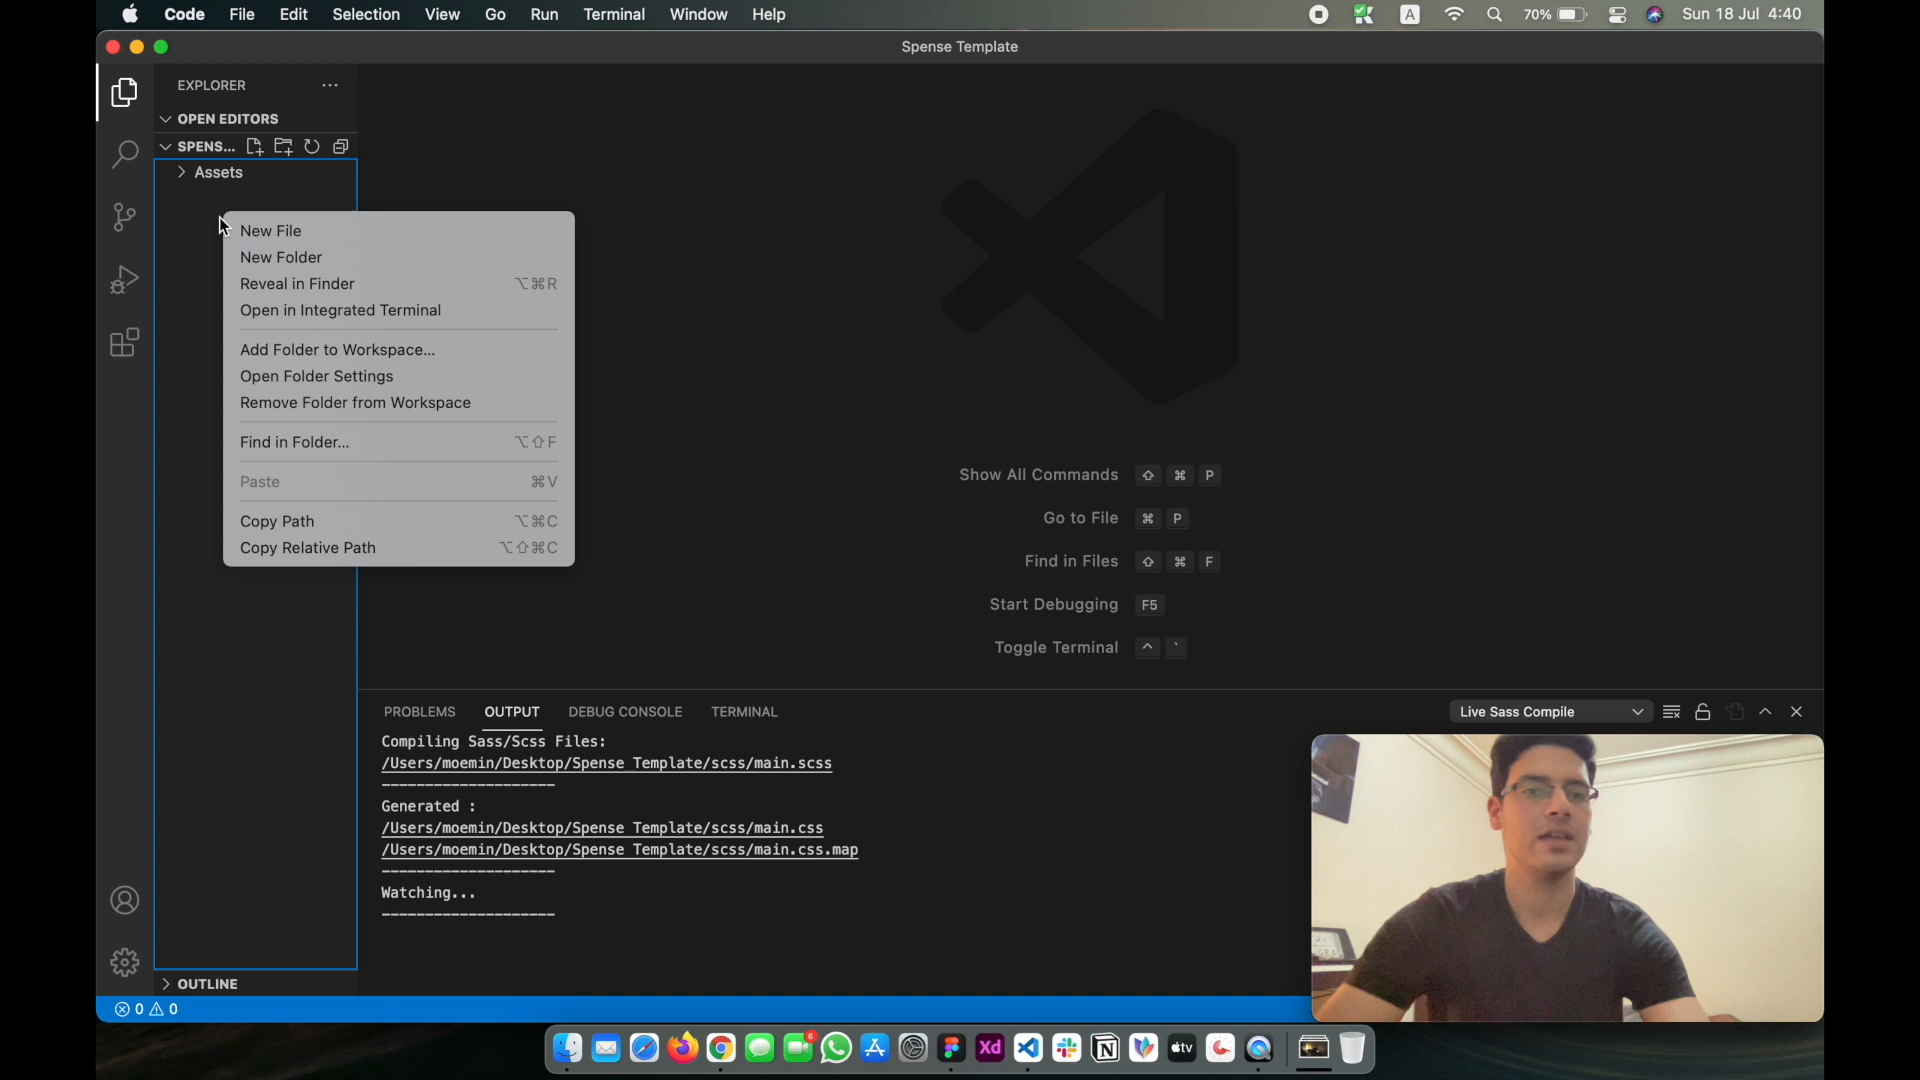 Code File Edit Selection View Go Run Terminal Window Help
A 70% Sun 18 Jul 4:40
Spense Template
EXPLORER
OPEN EDITORS
SPENS...
Assets
New File
New Folder
Reveal in Finder ⌥⌘R
Open in Integrated Terminal
Add Folder to Workspace...
Open Folder Settings
Remove Folder from Workspace
Find in Folder... ⌥⇧F
Paste ⌘V
Copy Path ⌥⌘C
Copy Relative Path ⌥⇧⌘C
Show All Commands ⇧ ⌘ P
Go to File ⌘ P
Find in Files ⇧ ⌘ F
Start Debugging F5
Toggle Terminal ^ `
PROBLEMS OUTPUT DEBUG CONSOLE TERMINAL
Live Sass Compile
Compiling Sass/Scss Files:
/Users/moemin/Desktop/Spense Template/scss/main.scss
--------------------
Generated :
/Users/moemin/Desktop/Spense Template/scss/main.css
/Users/moemin/Desktop/Spense Template/scss/main.css.map
--------------------
Watching...
--------------------
OUTLINE
0 0
Xd
N
tv